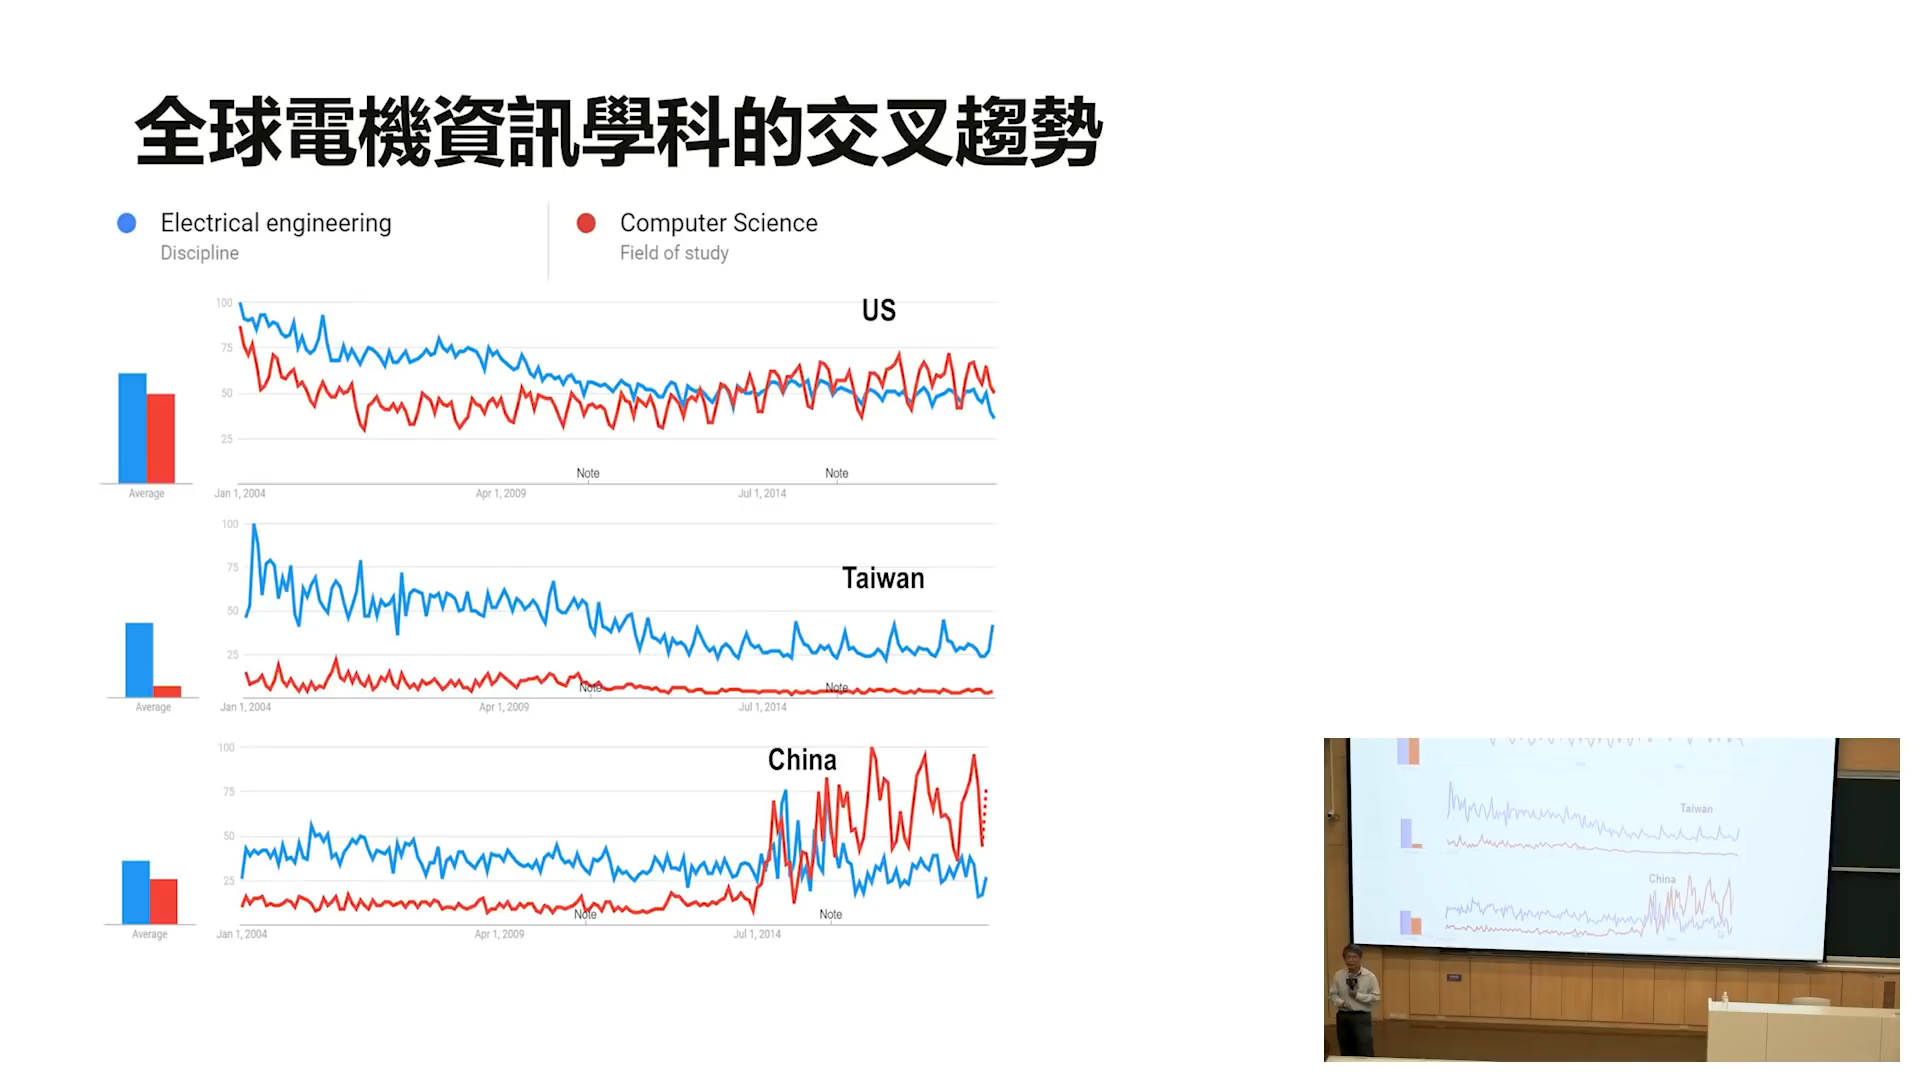 全球電機資訊學科的交叉趨勢
Electrical engineering
Discipline
Computer Science
Field of study
US
100
75
50
25
Note
Note
Average
Jan 1, 2004
Apr 1, 2009
Jul 1, 2014
Taiwan
100
75
50
25
Note
Note
Average
Jan 1, 2004
Apr 1, 2009
Jul 1, 2014
China
100
75
50
25
Note
Note
Average
Jan 1, 2004
Apr 1, 2009
Jul 1, 2014
Taiwan
China